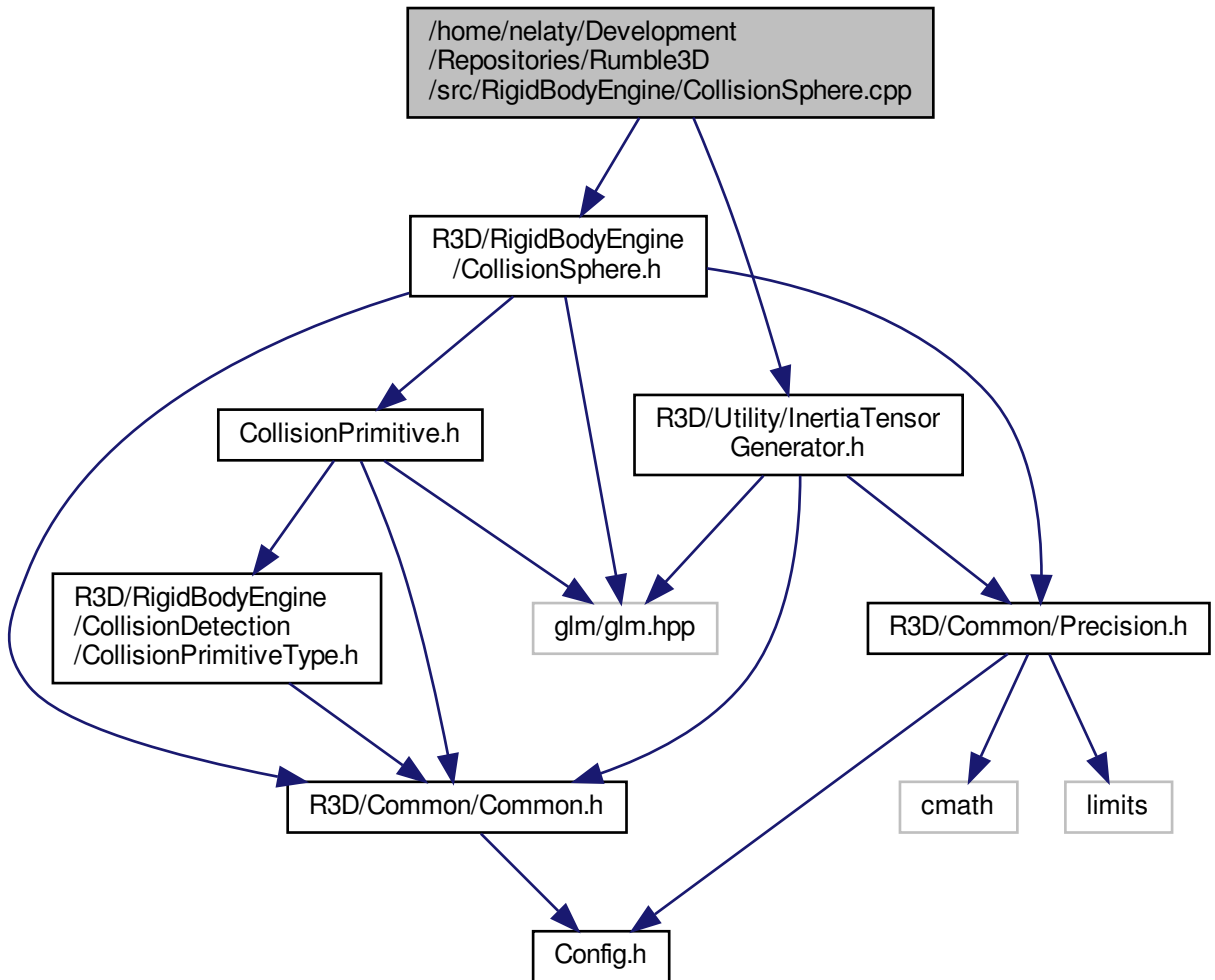 /home/nelaty/Development
/Repositories/Rumble3D
/src/RigidBodyEngine/CollisionSphere.cpp
R3D/RigidBodyEngine
/CollisionSphere.h
CollisionPrimitive.h
R3D/Utility/InertiaTensor
Generator.h
R3D/RigidBodyEngine
/CollisionDetection
/CollisionPrimitiveType.h
glm/glm.hpp
R3D/Common/Precision.h
R3D/Common/Common.h
cmath
limits
Config.h